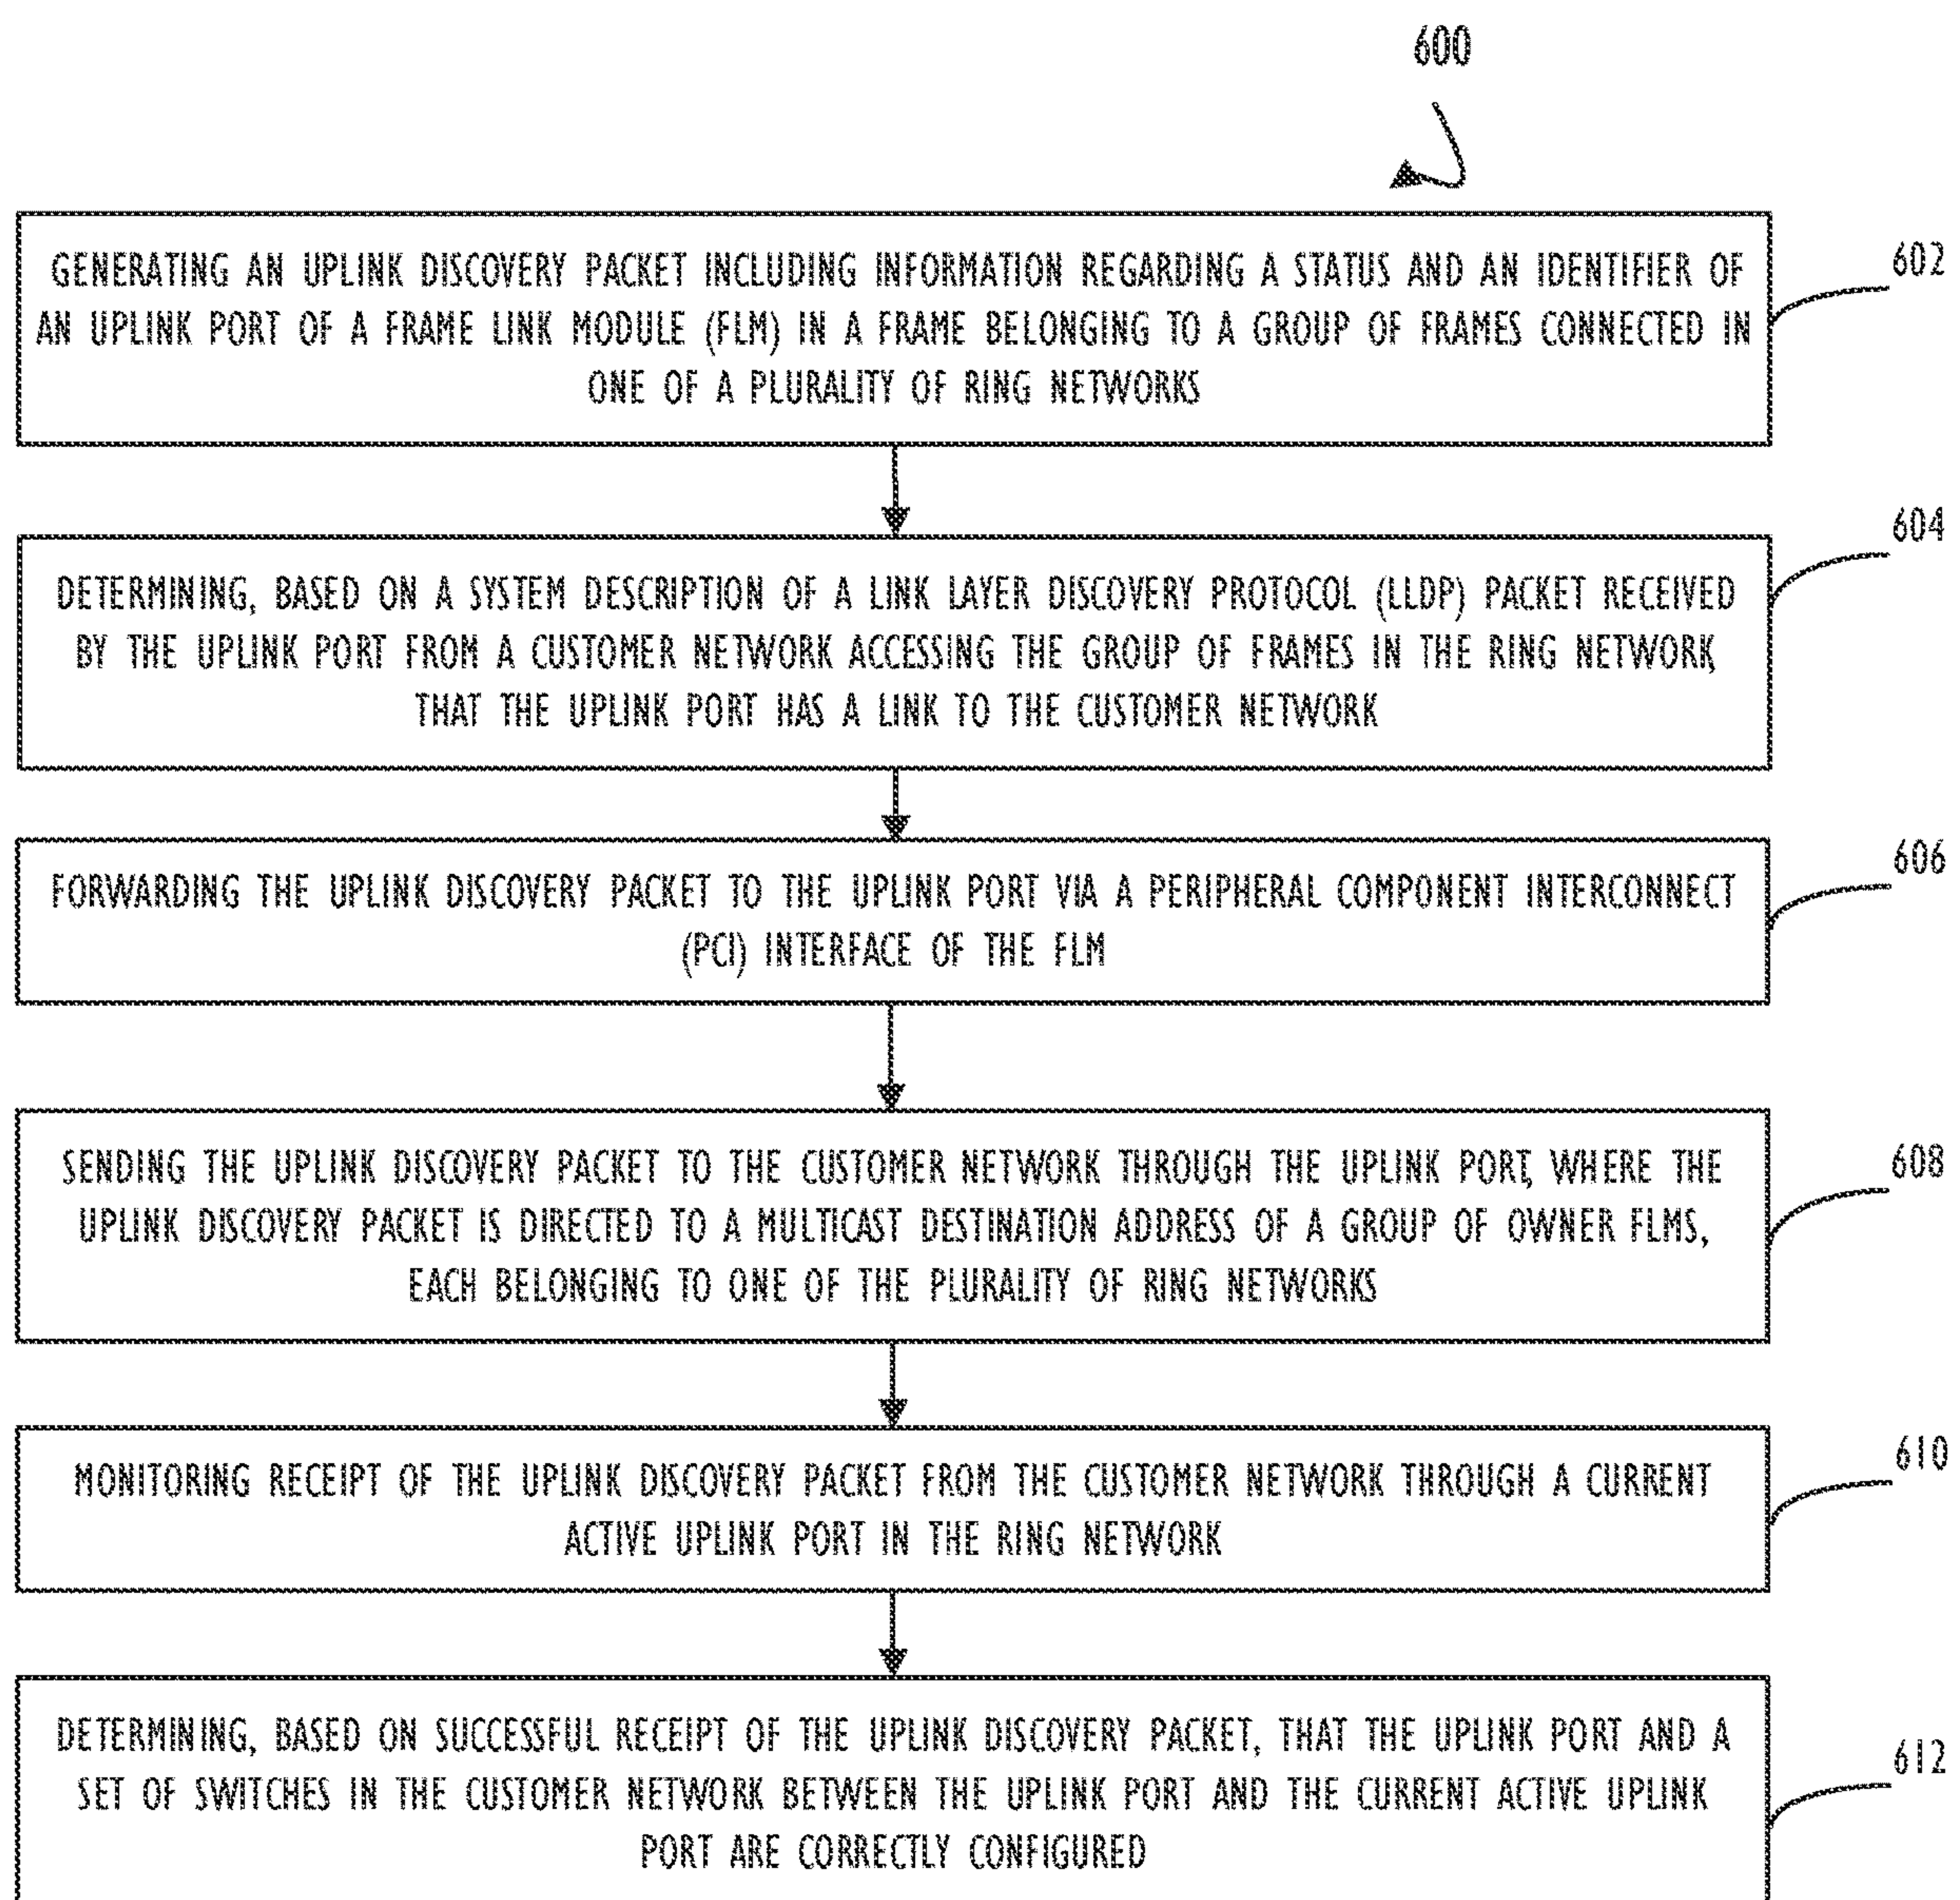 600
GENERATING AN UPLINK DISCOVERY PACKET INCLUDING INFORMATION REGARDING A STATUS AND AN IDENTIFIER OF
AN UPLINK PORT OF A FRAME LINK MODULE (FLM) IN A FRAME BELONGING TO A GROUP OF FRAMES CONNECTED IN
ONE OF A PLURALITY OF RING NETWORKS
602
DETERMINING, BASED ON A SYSTEM DESCRIPTION OF A LINK LAYER DISCOVERY PROTOCOL (LLDP) PACKET RECEIVED
BY THE UPLINK PORT FROM A CUSTOMER NETWORK ACCESSING THE GROUP OF FRAMES IN THE RING NETWORK,
THAT THE UPLINK PORT HAS A LINK TO THE CUSTOMER NETWORK
604
FORWARDING THE UPLINK DISCOVERY PACKET TO THE UPLINK PORT VIA A PERIPHERAL COMPONENT INTERCONNECT
(PCI) INTERFACE OF THE FLM
606
SENDING THE UPLINK DISCOVERY PACKET TO THE CUSTOMER NETWORK THROUGH THE UPLINK PORT, WHERE THE
UPLINK DISCOVERY PACKET IS DIRECTED TO A MULTICAST DESTINATION ADDRESS OF A GROUP OF OWNER FLMS,
EACH BELONGING TO ONE OF THE PLURALITY OF RING NETWORKS
608
MONITORING RECEIPT OF THE UPLINK DISCOVERY PACKET FROM THE CUSTOMER NETWORK THROUGH A CURRENT
ACTIVE UPLINK PORT IN THE RING NETWORK
610
DETERMINING, BASED ON SUCCESSFUL RECEIPT OF THE UPLINK DISCOVERY PACKET, THAT THE UPLINK PORT AND A
SET OF SWITCHES IN THE CUSTOMER NETWORK BETWEEN THE UPLINK PORT AND THE CURRENT ACTIVE UPLINK
PORT ARE CORRECTLY CONFIGURED
612